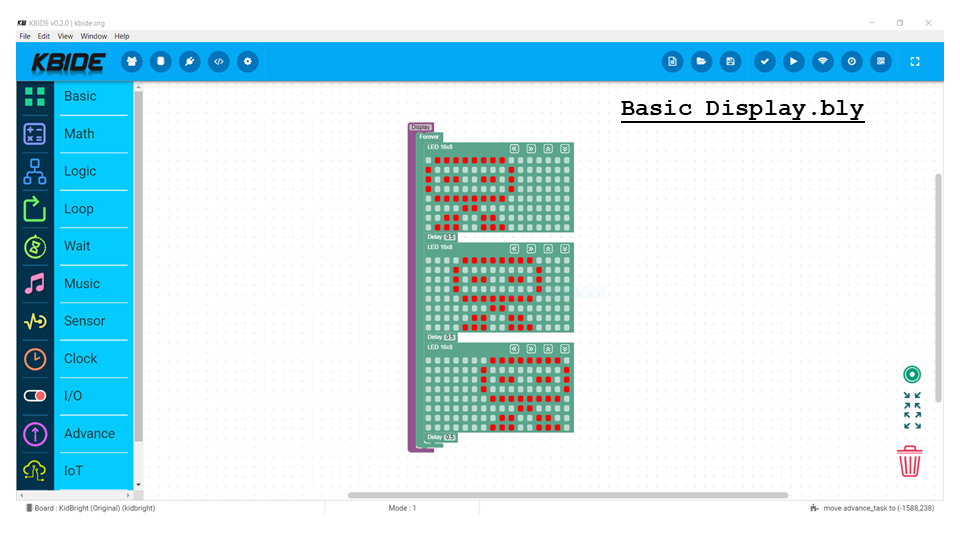 KB KBIDE v0.2.0 | kbide.org
File Edit View Window Help
KBIDE
Basic
Math
Logic
Loop
Wait
Music
Sensor
Clock
I/O
Advance
IoT
Basic Display.bly
Display
Forever
LED 16x8
Delay 0.5
LED 16x8
Delay 0.5
LED 16x8
Delay 0.5
Board : KidBright (Original) (kidbright)
Mode : 1
move advance_task to (-1588,238)